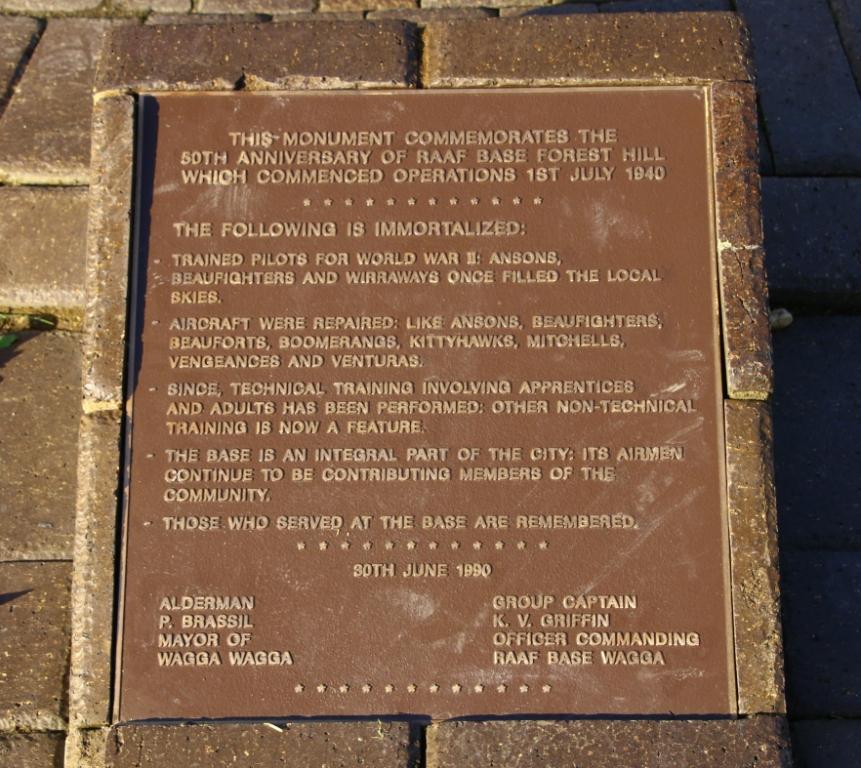 THIS MONUMENT COMMEMORATES THE
50TH ANNIVERSARY OF RAAF BASE FOREST HILL
WHICH COMMENCED OPERATIONS 1ST JULY 1940
* * * * * * * * * * *
THE FOLLOWING IS IMMORTALIZED:
- TRAINED PILOTS FOR WORLD WAR II: ANSONS,
BEAUFIGHTERS AND WIRRAWAYS ONCE FILLED THE LOCAL
SKIES.
- AIRCRAFT WERE REPAIRED: LIKE ANSONS, BEAUFIGHTERS,
BEAUFORTS, BOOMERANGS, KITTYHAWKS, MITCHELLS,
VENGEANCES AND VENTURAS.
- SINCE, TECHNICAL TRAINING INVOLVING APPRENTICES
AND ADULTS HAS BEEN PERFORMED: OTHER NON-TECHNICAL
TRAINING IS NOW A FEATURE.
- THE BASE IS AN INTEGRAL PART OF THE CITY: ITS AIRMEN
CONTINUE TO BE CONTRIBUTING MEMBERS OF THE
COMMUNITY.
- THOSE WHO SERVED AT THE BASE ARE REMEMBERED.
* * * * * * * * * * * *
30TH JUNE 1990
ALDERMAN
P. BRASSIL
MAYOR OF
WAGGA WAGGA
GROUP CAPTAIN
K. V. GRIFFIN
OFFICER COMMANDING
RAAF BASE WAGGA
* * * * * * * * * * * *